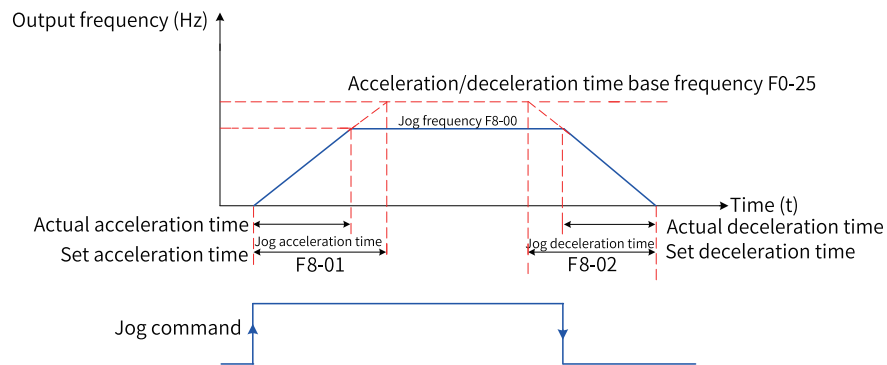 Output frequency (Hz)
Acceleration/deceleration time base frequency F0-25
Jog frequency F8-00
Time (t)
Actual acceleration time
Actual deceleration time
Jog acceleration time
Jog deceleration time
Set acceleration time
F8-01
F8-02
Set deceleration time
Jog command